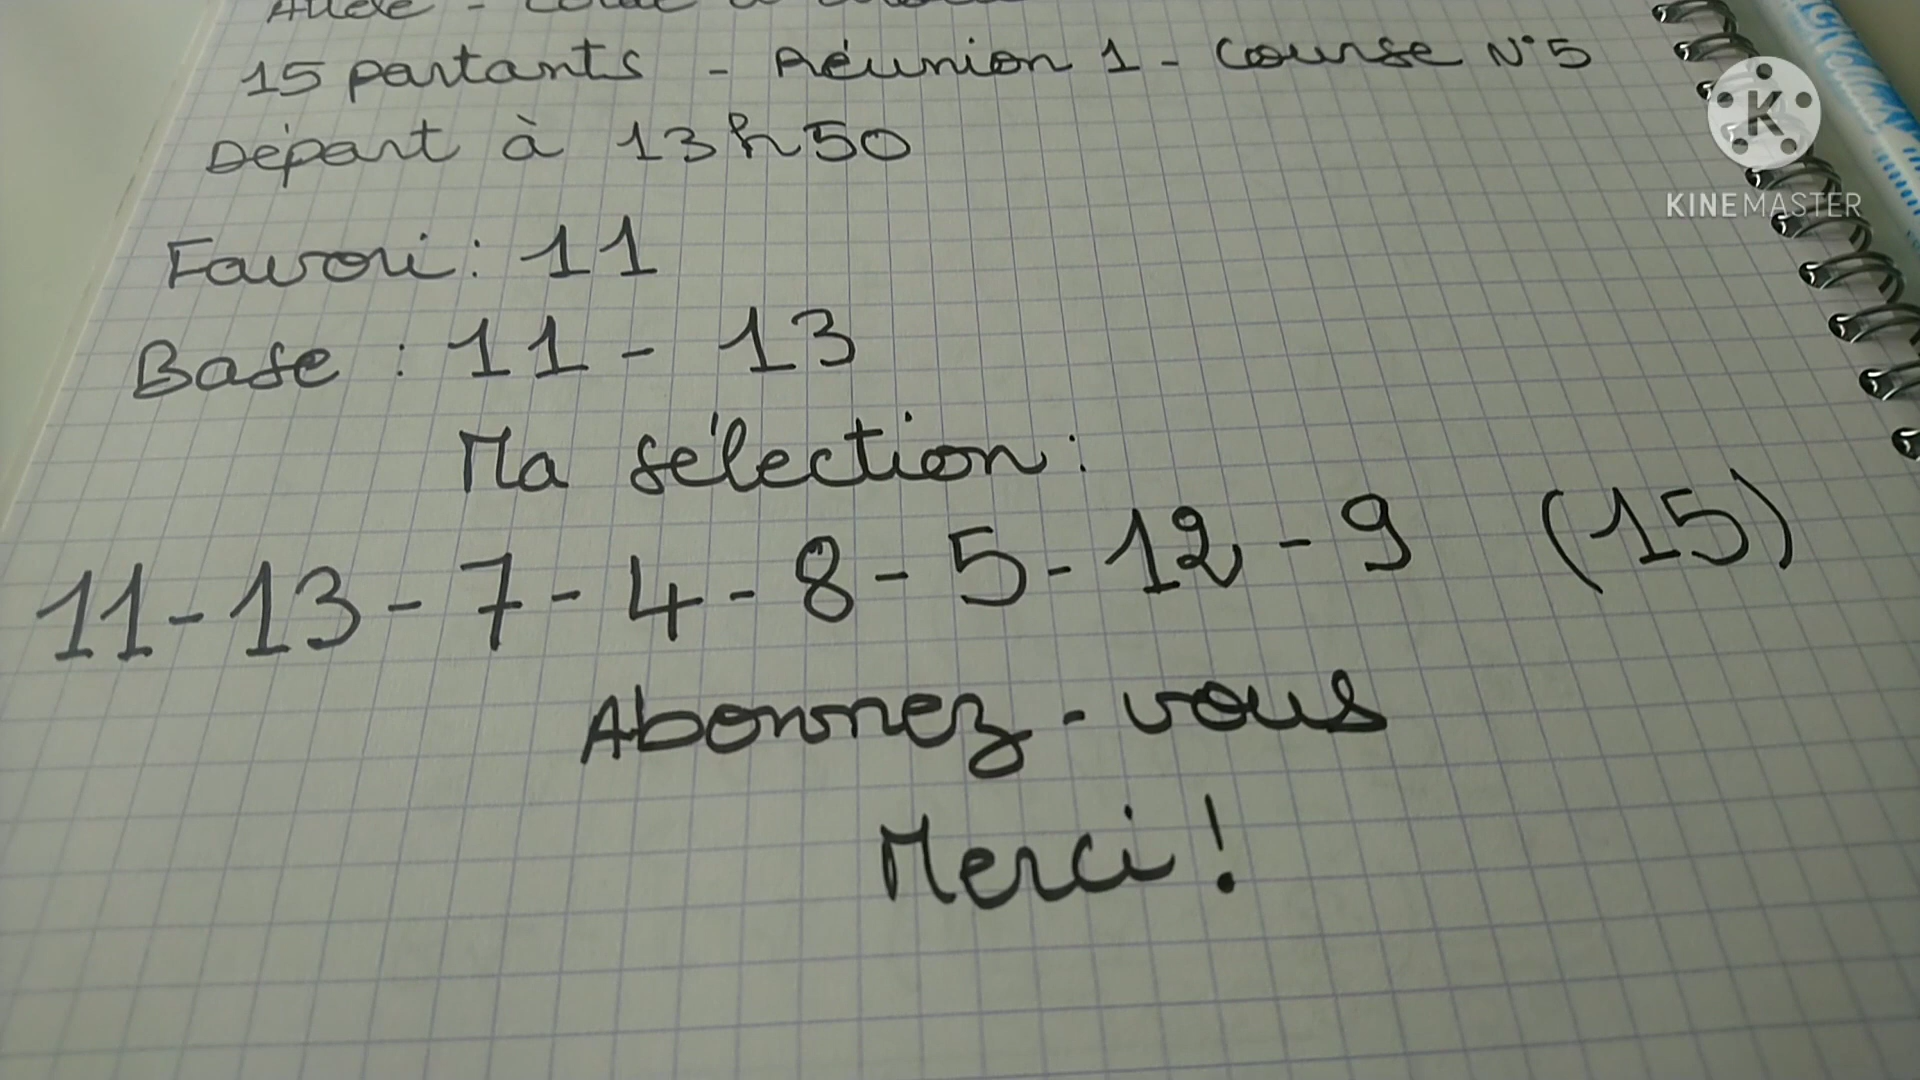 15 partants - Réunion 1 - Course N°5
Départ à 13h50
Favori : 11
Base : 11 - 13
Ma sélection :
11 - 13 - 7 - 4 - 8 - 5 - 12 - 9 (15)
Abonnez-vous
Merci !
K
KINEMASTER